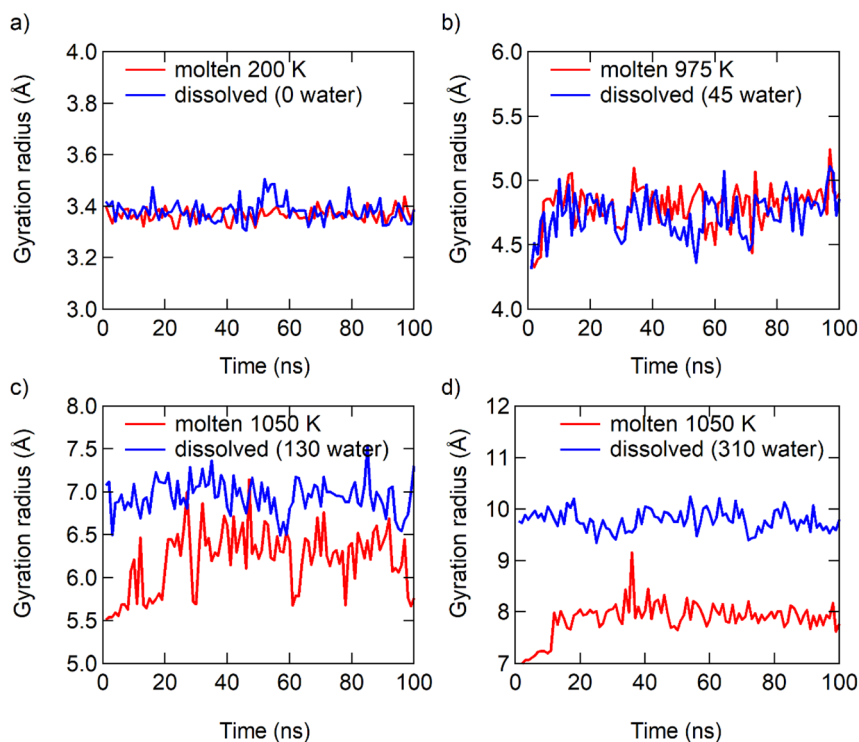 a)
4.0
3.8
3.6
3.4
3.2
3.0
Gyration radius (Å)
molten 200 K
dissolved (0 water)
0 20 40 60 80 100
Time (ns)
b)
6.0
5.5
5.0
4.5
4.0
Gyration radius (Å)
molten 975 K
dissolved (45 water)
0 20 40 60 80 100
Time (ns)
c)
8.0
7.5
7.0
6.5
6.0
5.5
5.0
Gyration radius (Å)
molten 1050 K
dissolved (130 water)
0 20 40 60 80 100
Time (ns)
d)
12
11
10
9
8
7
Gyration radius (Å)
molten 1050 K
dissolved (310 water)
0 20 40 60 80 100
Time (ns)